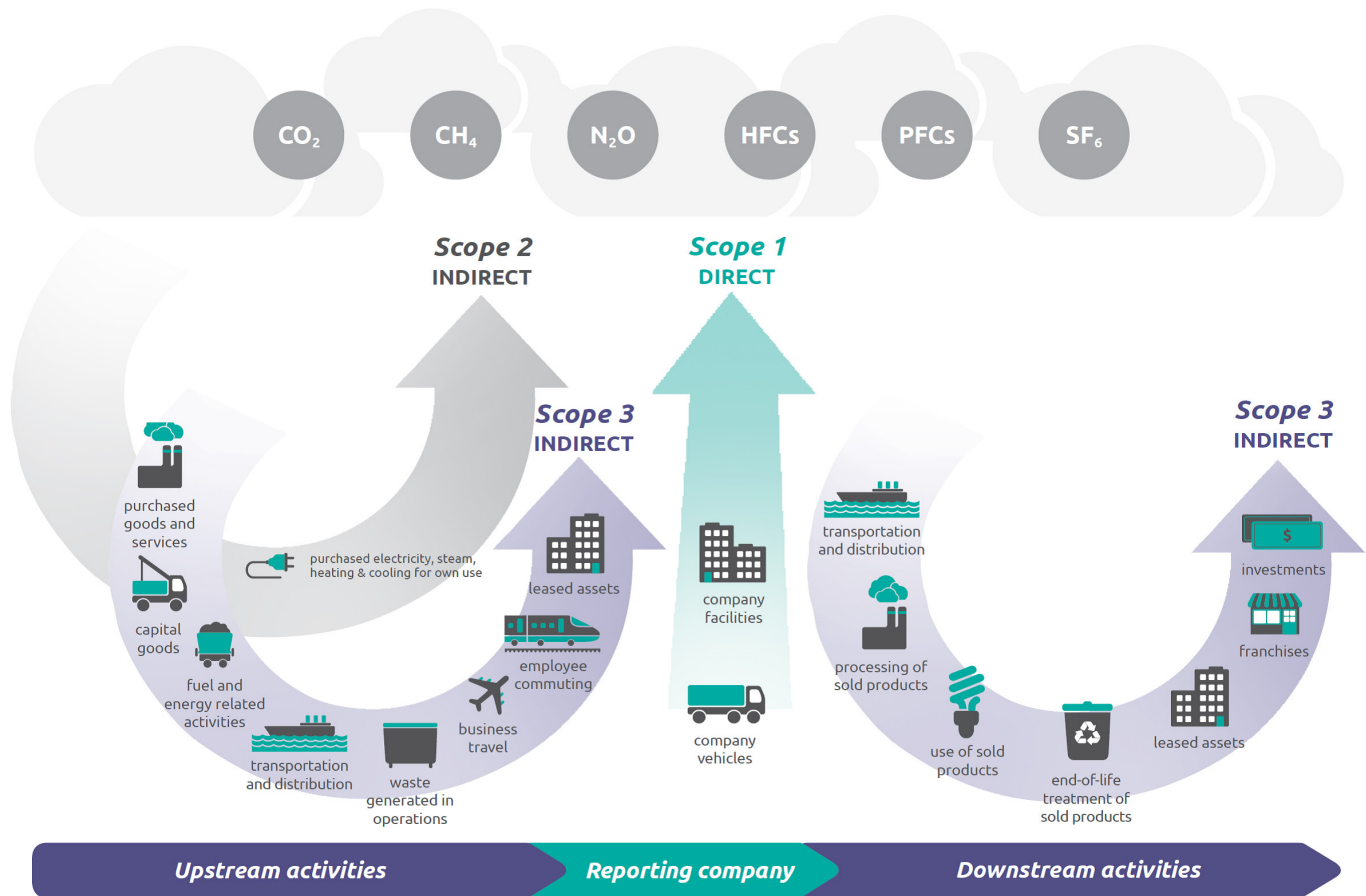 CO₂
CH₄
N₂O
HFCs
PFCs
SF₆
Scope 2
INDIRECT
Scope 1
DIRECT
Scope 3
INDIRECT
Scope 3
INDIRECT
purchased
goods and
services
capital
goods
fuel and
energy related
activities
transportation
and distribution
waste
generated in
operations
business
travel
employee
commuting
leased assets
purchased electricity, steam,
heating & cooling for own use
company
facilities
company
vehicles
transportation
and distribution
processing of
sold products
use of sold
products
end-of-life
treatment of
sold products
leased assets
franchises
$
investments
Upstream activities
Reporting company
Downstream activities